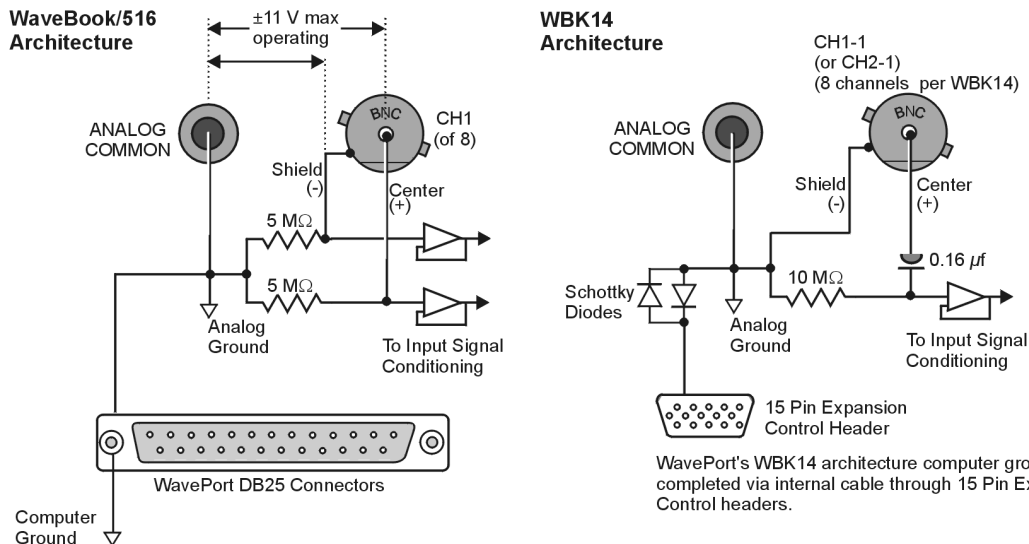 WaveBook/516
Architecture
±11 V max
operating
BNC
CH1
(of 8)
ANALOG
COMMON
Shield
(-)
Center
(+)
5 MΩ
5 MΩ
Analog
Ground
To Input Signal
Conditioning
WavePort DB25 Connectors
Computer
Ground
WBK14
Architecture
CH1-1
(or CH2-1)
(8 channels per WBK14)
BNC
ANALOG
COMMON
Shield
(-)
Center
(+)
0.16 µf
10 MΩ
Schottky
Diodes
Analog
Ground
To Input Signal
Conditioning
15 Pin Expansion
Control Header
WavePort's WBK14 architecture computer gro
completed via internal cable through 15 Pin Ex
Control headers.